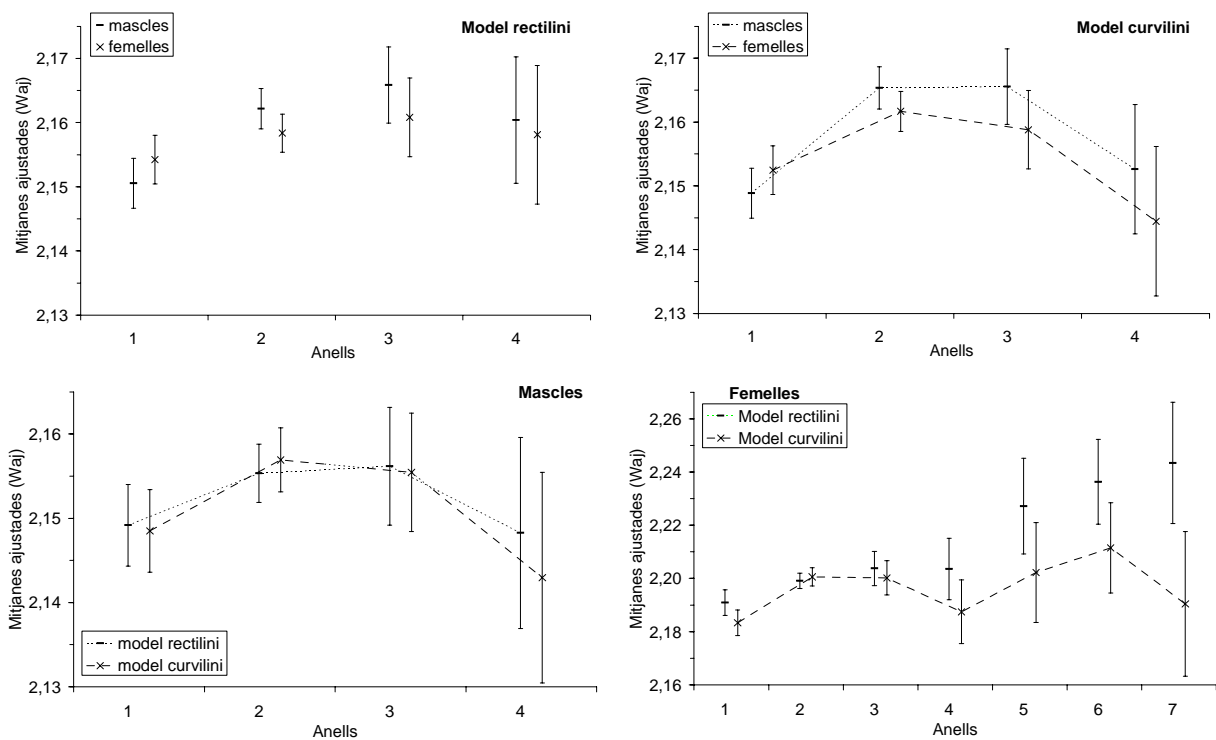 mascles
femelles
Model rectilini
Mitjanes ajustades (Waj)
2,17
2,16
2,15
2,14
2,13
1 2 3 4
Anells
mascles
femelles
Model curvilini
Mitjanes ajustades (Waj)
2,17
2,16
2,15
2,14
2,13
1 2 3 4
Anells
Mascles
Mitjanes ajustades (Waj)
2,16
2,15
2,14
2,13
model rectilini
model curvilini
1 2 3 4
Anells
Femelles
Model rectilini
Model curvilini
Mitjanes ajustades (Waj)
2,26
2,24
2,22
2,20
2,18
2,16
1 2 3 4 5 6 7
Anells